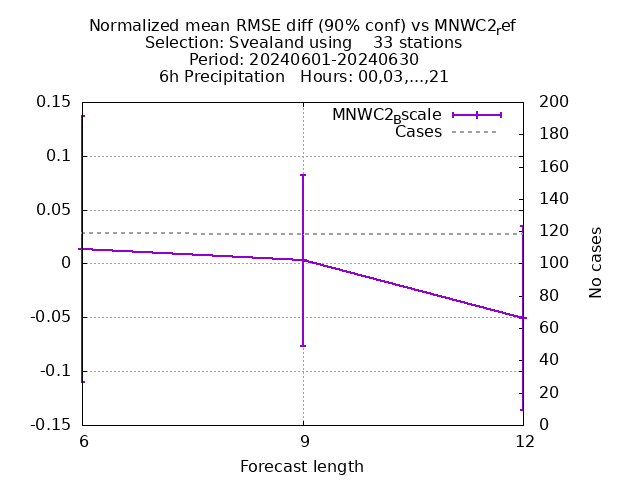 Normalized mean RMSE diff (90% conf) vs MNWC2ref
Selection: Svealand using    33 stations
Period: 20240601-20240630
6h Precipitation   Hours: 00,03,...,21
MNWC2Bscale
Cases
0.15
0.1
0.05
0
-0.05
-0.1
-0.15
200
180
160
140
120
100
80
60
40
20
0
No cases
6
9
12
Forecast length